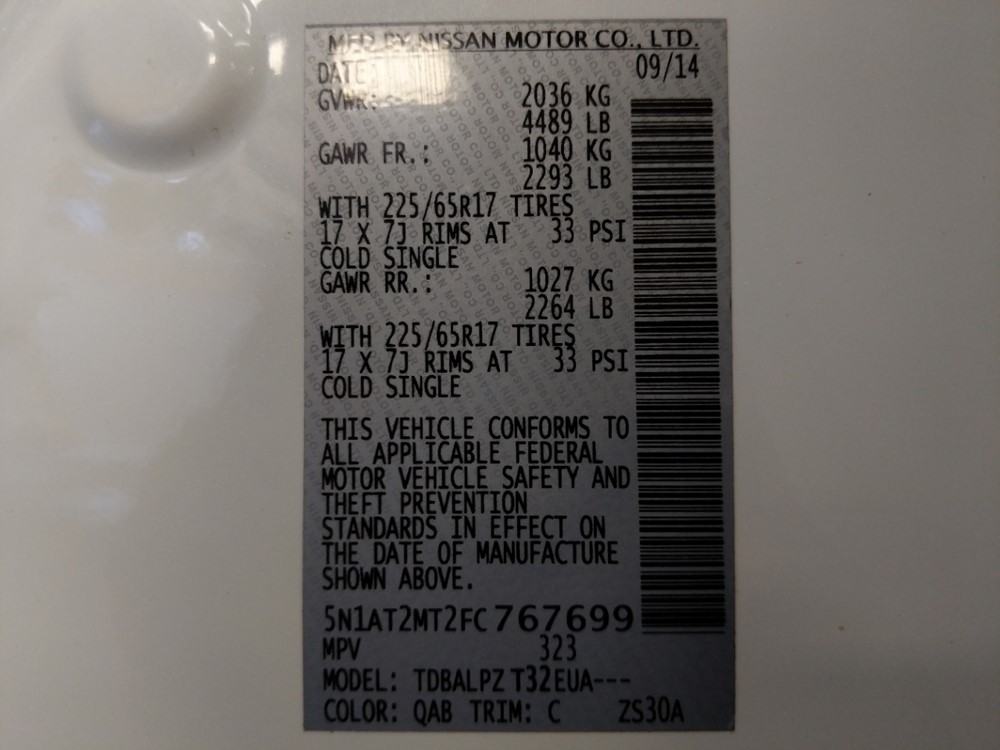 MFD BY NISSAN MOTOR CO., LTD.
DATE: 09/14
GVWR: 2036 KG
4489 LB
GAWR FR.: 1040 KG
2293 LB
WITH 225/65R17 TIRES
17 X 7J RIMS AT 33 PSI
COLD SINGLE
GAWR RR.: 1027 KG
2264 LB
WITH 225/65R17 TIRES
17 X 7J RIMS AT 33 PSI
COLD SINGLE
THIS VEHICLE CONFORMS TO
ALL APPLICABLE FEDERAL
MOTOR VEHICLE SAFETY AND
THEFT PREVENTION
STANDARDS IN EFFECT ON
THE DATE OF MANUFACTURE
SHOWN ABOVE.
5N1AT2MT2FC767699
MPV 323
MODEL: TDBALPZ T32EUA---
COLOR: QAB TRIM: C ZS30A